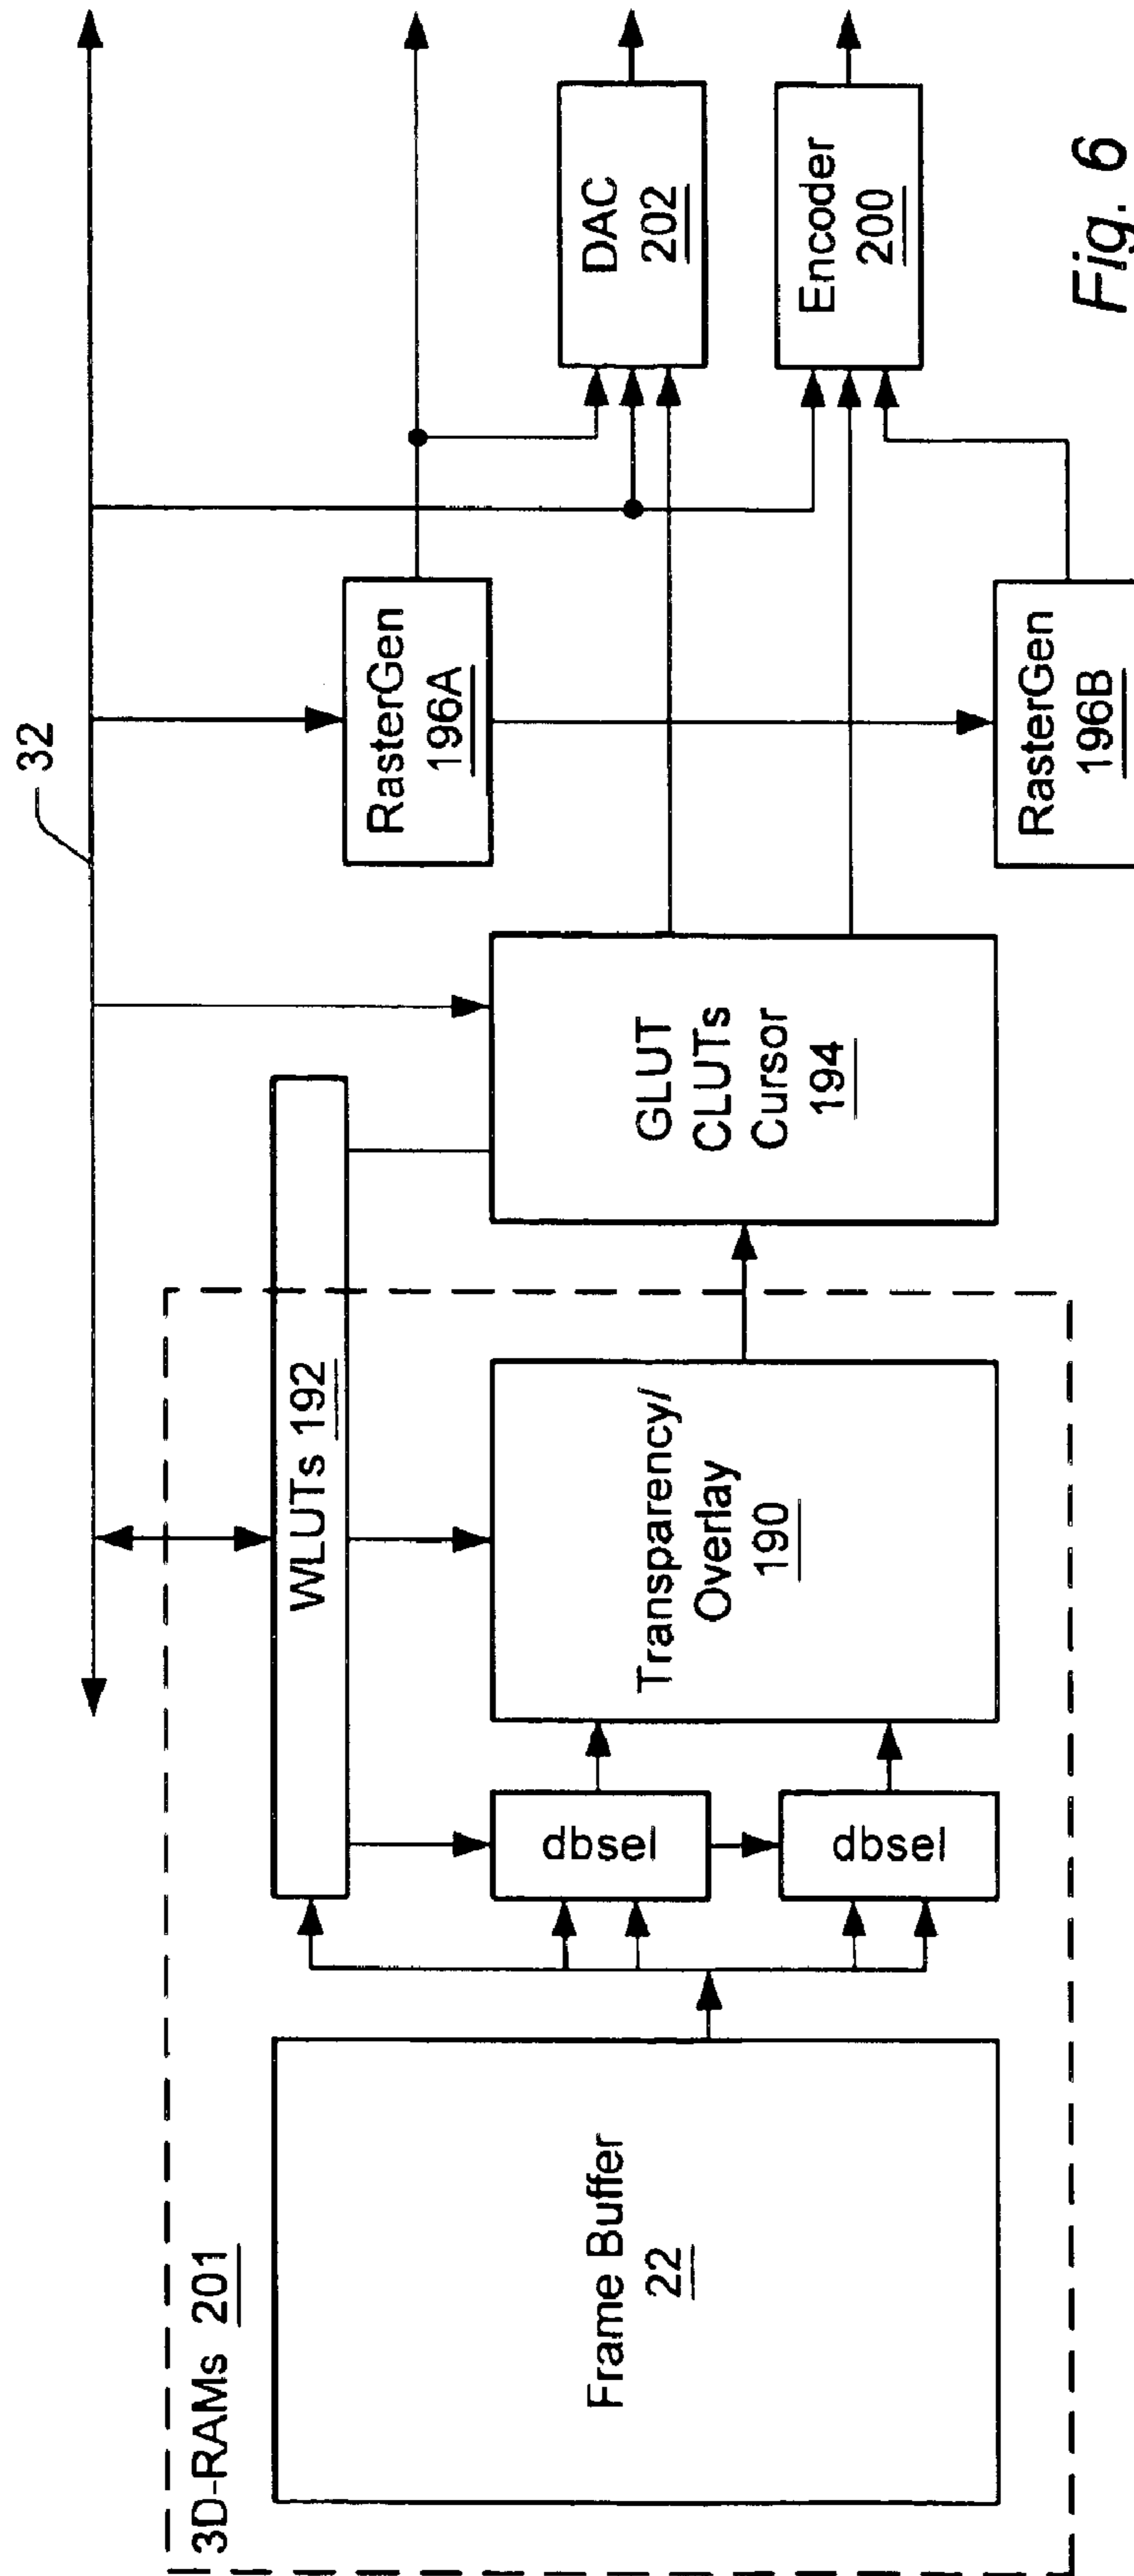 32
3D-RAMs 201
Frame Buffer
22
WLUTs 192
dbsel
dbsel
Transparency/
Overlay
190
GLUT
CLUTs
Cursor
194
RasterGen
196A
RasterGen
196B
DAC
202
Encoder
200
Fig. 6